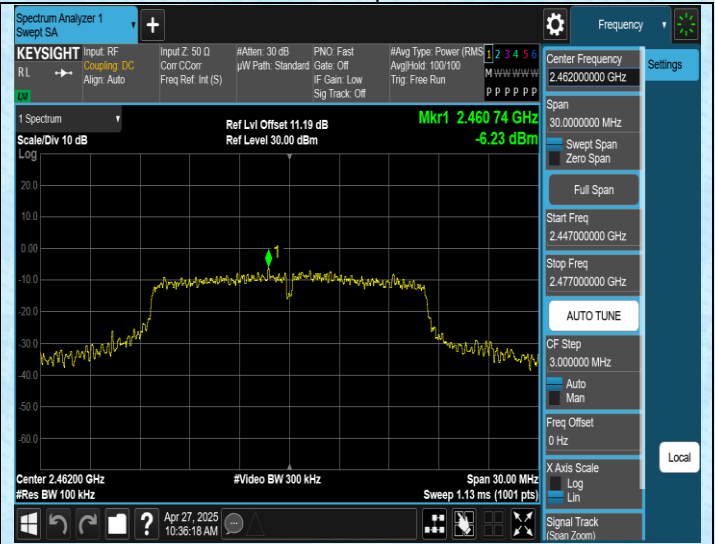 Spectrum Analyzer 1
Swept SA
+
Frequency
KEYSIGHT
RL
LXI
Input: RF
Coupling: DC
Align: Auto
Input Z: 50 Ω
Corr CCorr
Freq Ref: Int (S)
#Atten: 30 dB
µW Path: Standard
PNO: Fast
Gate: Off
IF Gain: Low
Sig Track: Off
#Avg Type: Power (RMS
Avg|Hold: 100/100
Trig: Free Run
1 2 3 4 5 6
M W W W W W
P P P P P P
1 Spectrum
Scale/Div 10 dB
Log
Ref Lvl Offset 11.19 dB
Ref Level 30.00 dBm
Mkr1 2.460 74 GHz
-6.23 dBm
20.0
10.0
0.00
-10.0
-20.0
-30.0
-40.0
-50.0
-60.0
1
Center 2.46200 GHz
#Res BW 100 kHz
#Video BW 300 kHz
Span 30.00 MHz
Sweep 1.13 ms (1001 pts)
?
Apr 27, 2025
10:36:18 AM
Center Frequency
2.462000000 GHz
Span
30.0000000 MHz
Swept Span
Zero Span
Full Span
Start Freq
2.447000000 GHz
Stop Freq
2.477000000 GHz
AUTO TUNE
CF Step
3.000000 MHz
Auto
Man
Freq Offset
0 Hz
X Axis Scale
Log
Lin
Signal Track
(Span Zoom)
Settings
Local